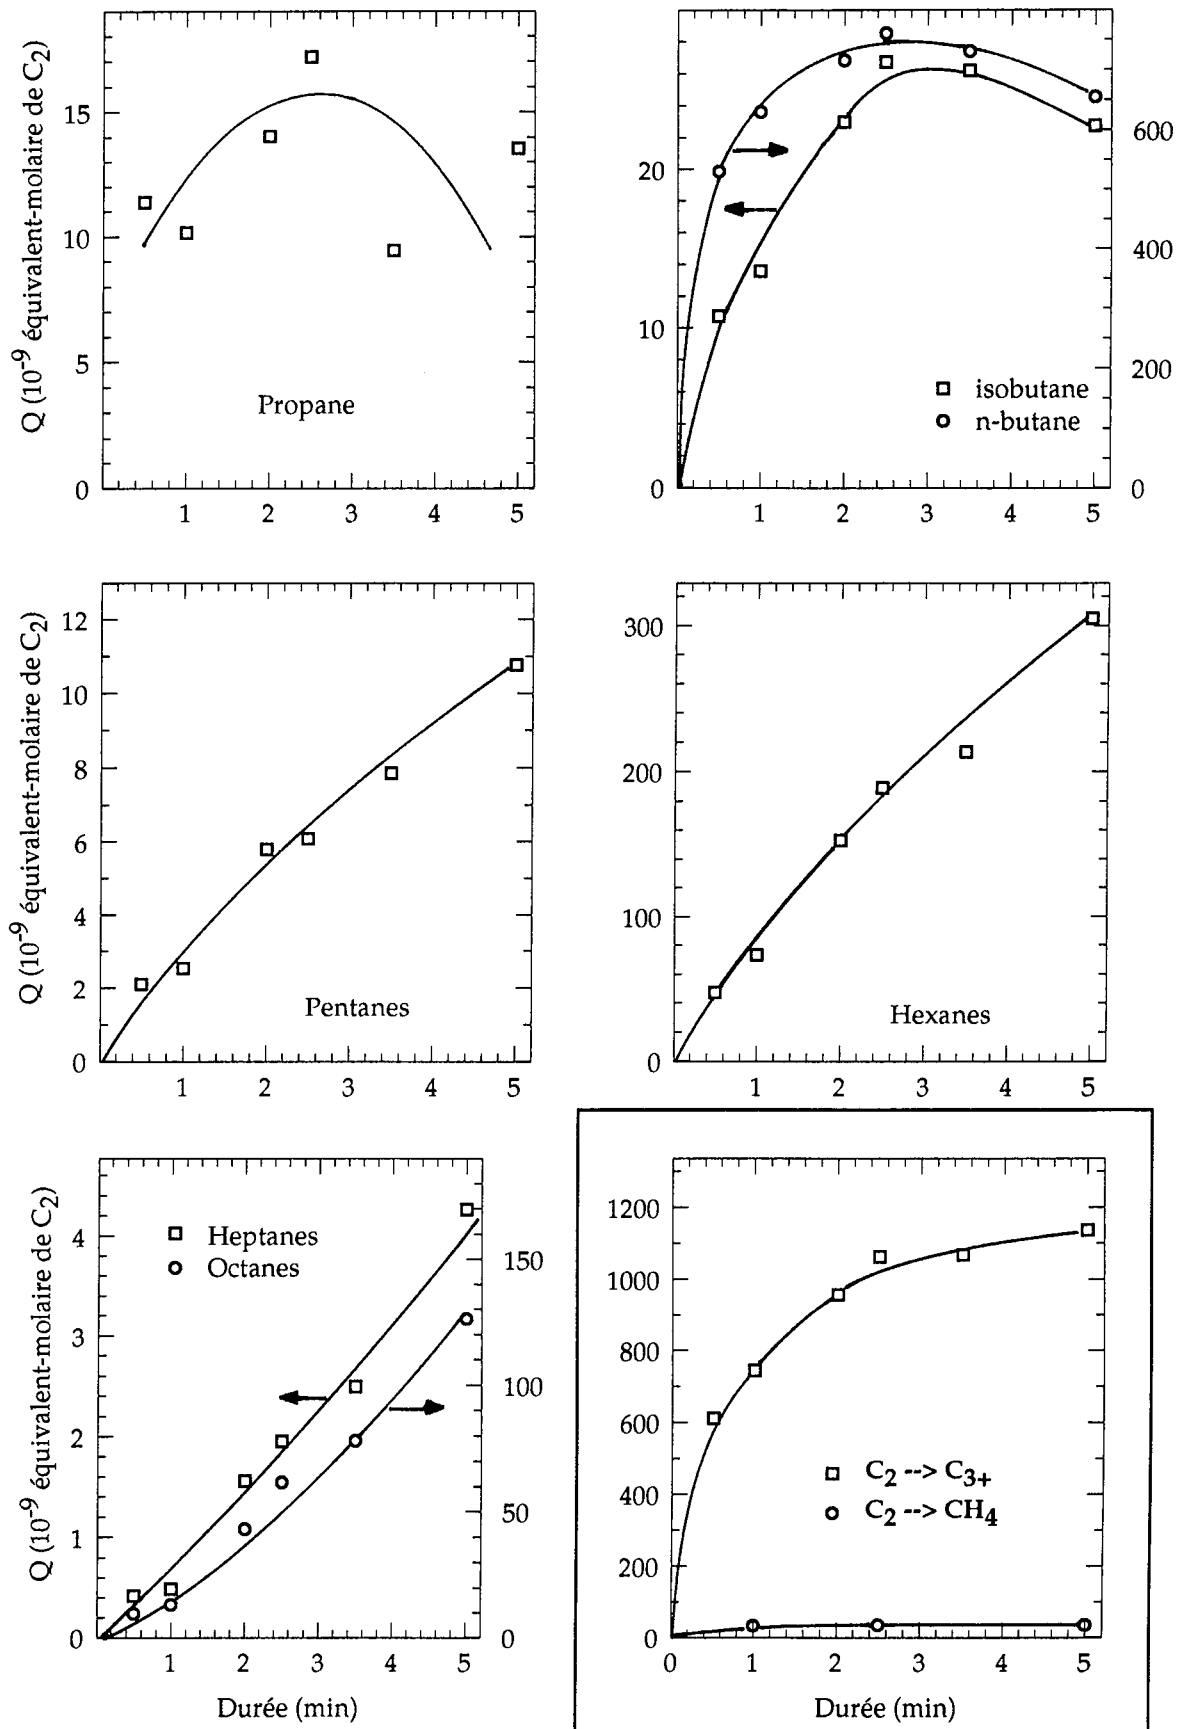 Q (10-9 équivalent-molaire de C2)
15
10
5
0
Propane
1 2 3 4 5
20
10
0
600
400
200
0
isobutane
n-butane
1 2 3 4 5
Q (10-9 équivalent-molaire de C2)
12
10
8
6
4
2
0
Pentanes
1 2 3 4 5
300
200
100
0
Hexanes
1 2 3 4 5
Q (10-9 équivalent-molaire de C2)
4
3
2
1
0
Heptanes
Octanes
150
100
50
0
1 2 3 4 5
Durée (min)
1200
1000
800
600
400
200
0
C2 --> C3+
C2 --> CH4
0 1 2 3 4 5
Durée (min)